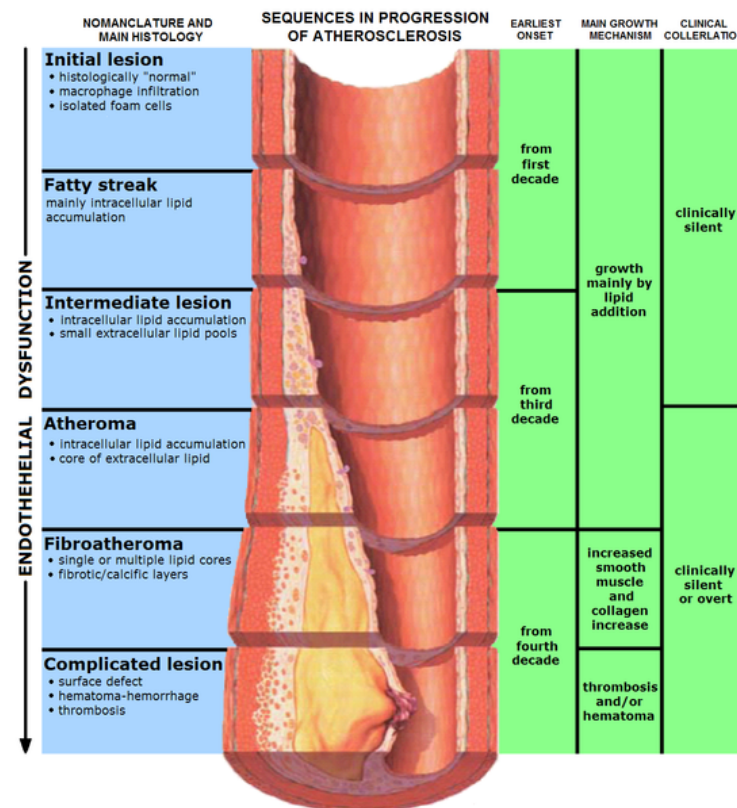 NOMANCLATURE AND
MAIN HISTOLOGY
SEQUENCES IN PROGRESSION
OF ATHEROSCLEROSIS
EARLIEST
ONSET
MAIN GROWTH
MECHANISM
CLINICAL
COLLERLATIO
ENDOTHEHELIAL DYSFUNCTION
Initial lesion
• histologically "normal"
• macrophage infiltration
• isolated foam cells
Fatty streak
mainly intracellular lipid
accumulation
Intermediate lesion
• intracellular lipid accumulation
• small extracellular lipid pools
Atheroma
• intracellular lipid accumulation
• core of extracellular lipid
Fibroatheroma
• single or multiple lipid cores
• fibrotic/calcific layers
Complicated lesion
• surface defect
• hematoma-hemorrhage
• thrombosis
from
first
decade
from
third
decade
from
fourth
decade
growth
mainly by
lipid
addition
increased
smooth
muscle
and
collagen
increase
thrombosis
and/or
hematoma
clinically
silent
clinically
silent
or overt